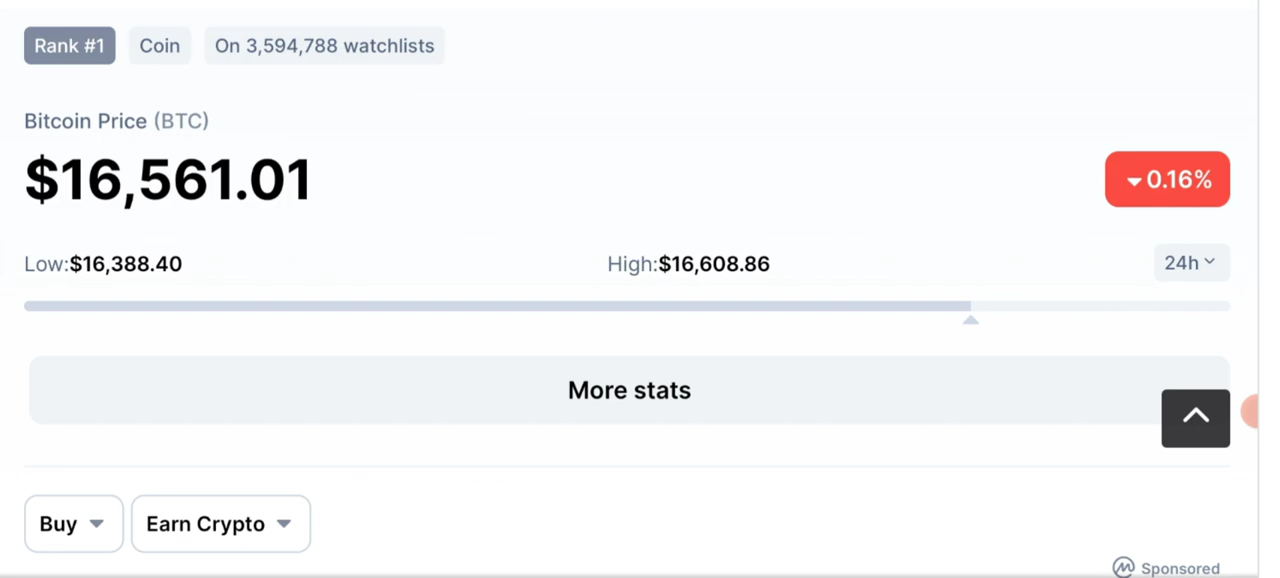 Rank #1 Coin On 3,594,788 watchlists
Bitcoin Price (BTC)
$16,561.01 0.16%
Low:$16,388.40 High:$16,608.86 24h
More stats
Buy Earn Crypto
Sponsored